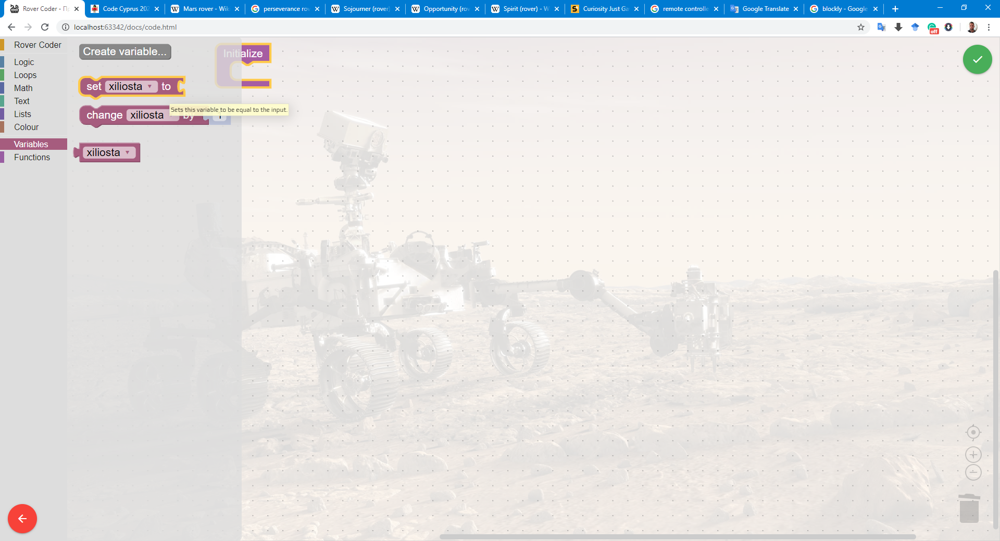 Rover Coder - Πρ
Code Cyprus 202
Mars rover - Wik
perseverance rov
Sojourner (rover)
Opportunity (rov
Spirit (rover) - W
Curiosity Just Ga
remote controlle
Google Translate
blockly - Google
localhost:63342/docs/code.html
off
Rover Coder
Logic
Loops
Math
Text
Lists
Colour
Variables
Functions
Create variable...
set xiliosta to
Sets this variable to be equal to the input.
change xiliosta by 1
xiliosta
Initialize